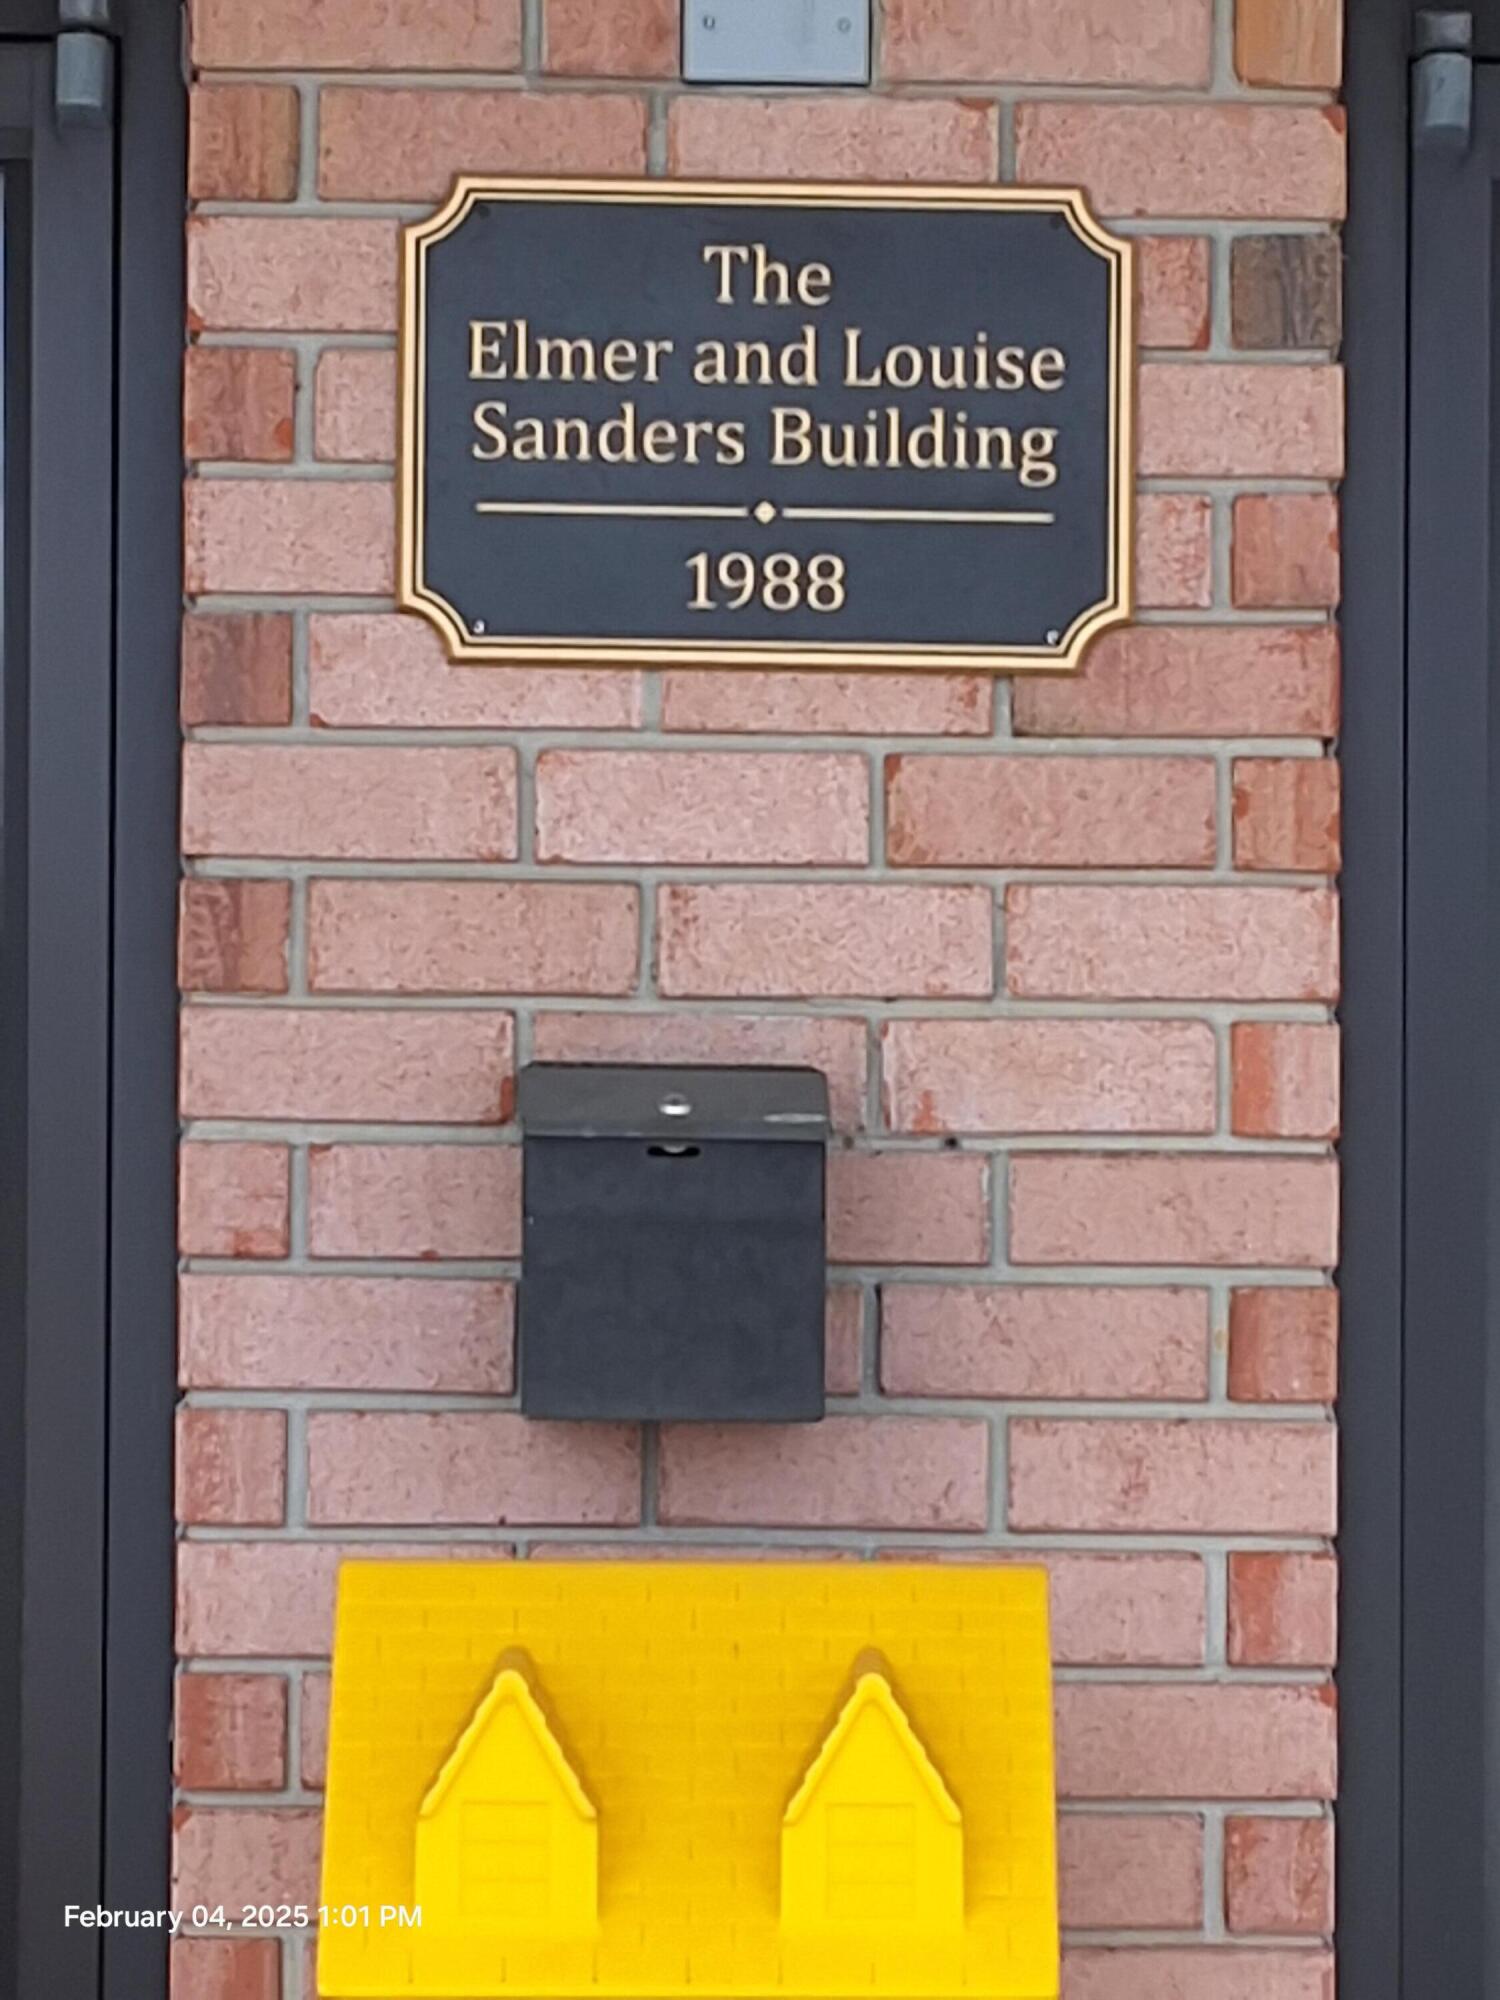 The
Elmer and Louise
Sanders Building
1988
February 04, 2025 1:01 PM